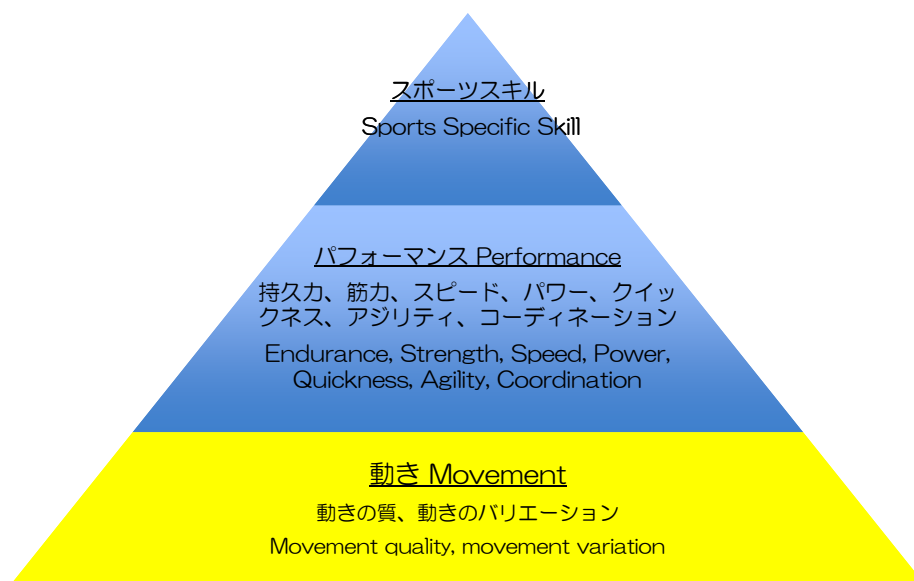 スポーツスキル
Sports Specific Skill
パフォーマンス Performance
持久力、筋力、スピード、パワー、クイッ
クネス、アジリティ、コーディネーション
Endurance, Strength, Speed, Power,
Quickness, Agility, Coordination
動き Movement
動きの質、動きのバリエーション
Movement quality, movement variation